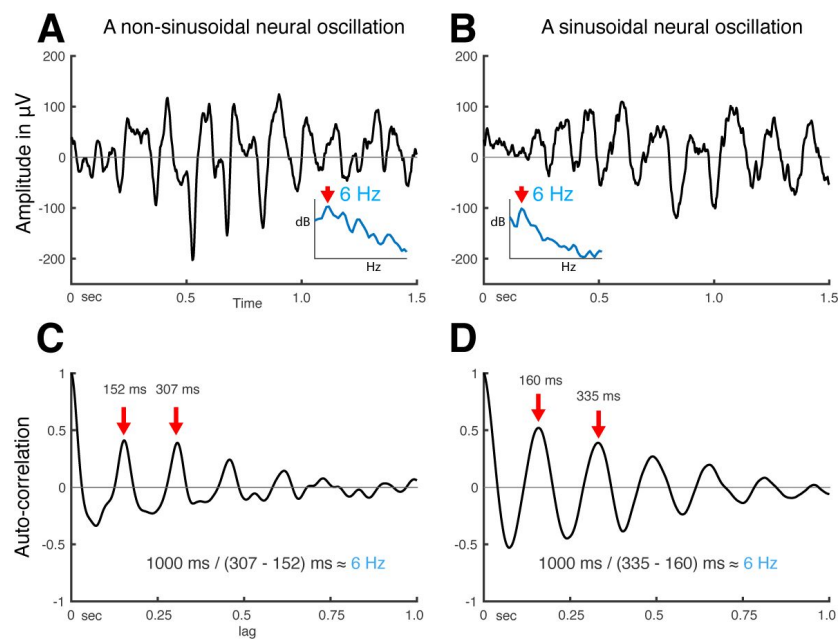 A
A non-sinusoidal neural oscillation
B
A sinusoidal neural oscillation
Amplitude in µV
200
100
0
-100
-200
6 Hz
dB
Hz
0 sec
0.5
Time
1.0
1.5
200
100
0
-100
-200
6 Hz
dB
Hz
0 sec
0.5
1.0
1.5
C
Auto-correlation
1
0.5
0
-0.5
-1
152 ms
307 ms
1000 ms / (307 - 152) ms ≈ 6 Hz
0 sec
0.25
0.5
0.75
1.0
lag
D
1
0.5
0
-0.5
-1
160 ms
335 ms
1000 ms / (335 - 160) ms ≈ 6 Hz
0 sec
0.25
0.5
0.75
1.0